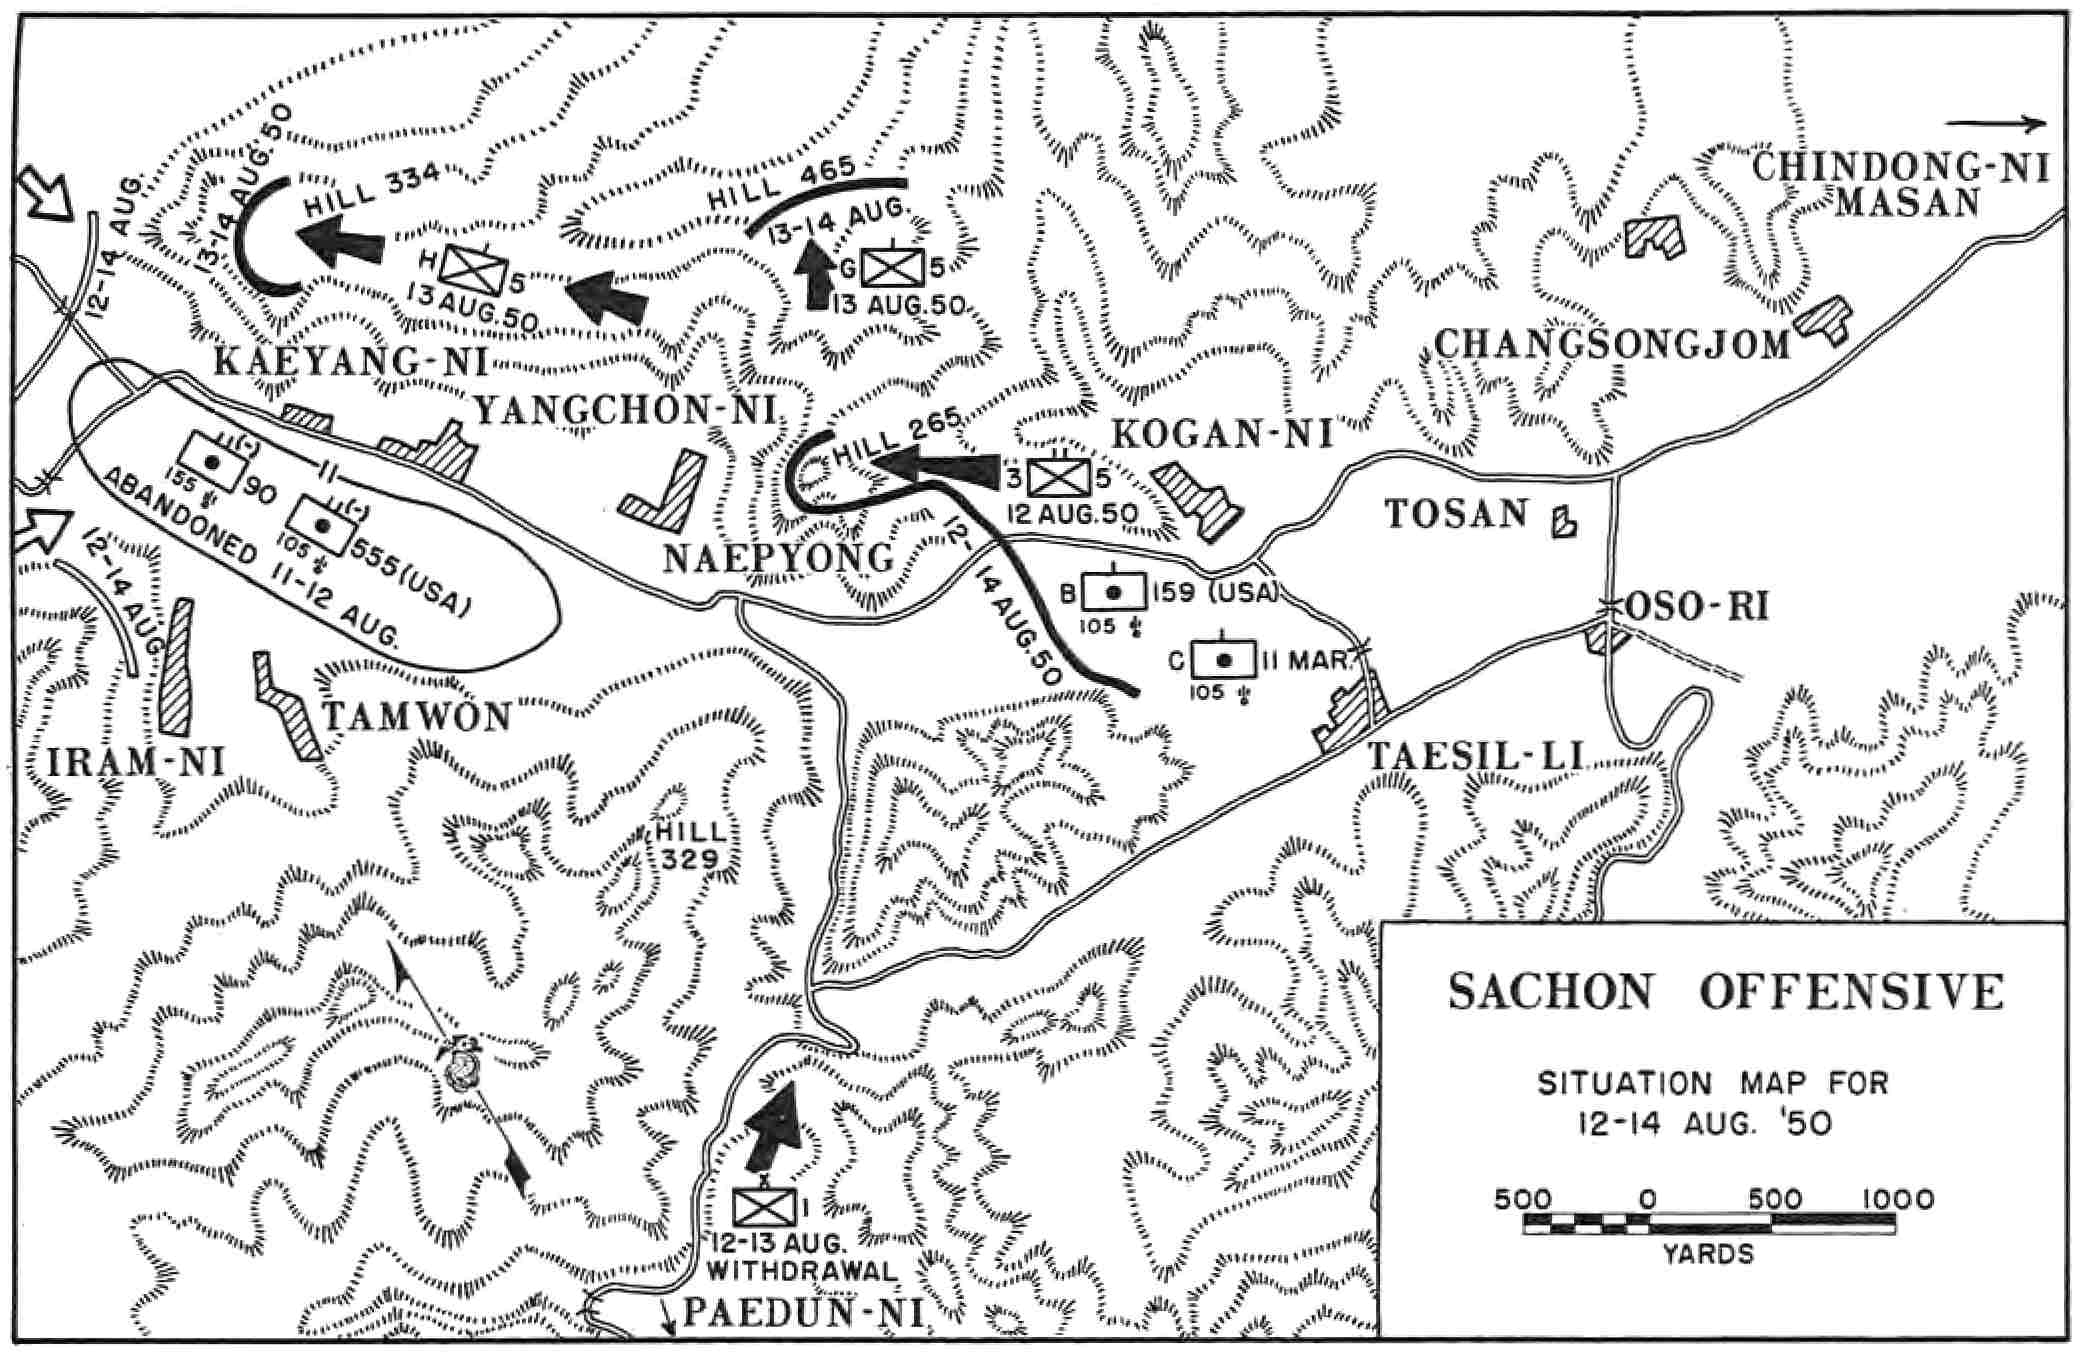 CHINDONG-NI
MASAN
HILL 334
HILL 465
13-14 AUG.'50
12-14 AUG.
13-14 AUG.
H 5
13 AUG.50
G 5
13 AUG.50
CHANGSONGJOM
KAEYANG-NI
YANGCHON-NI
HILL 265
KOGAN-NI
3 5
12 AUG.50
TOSAN
(-)
155 90
II
(-)
105 555(USA)
ABANDONED 11-12 AUG.
12-14 AUG.
NAEPYONG
12-14 AUG.50
B 159 (USA)
105
OSO-RI
C 11 MAR.
105
TAMWON
IRAM-NI
TAESIL-LI
HILL
329
X
1
12-13 AUG.
WITHDRAWAL
PAEDUN-NI
SACHON OFFENSIVE
SITUATION MAP FOR
12-14 AUG. '50
500 0 500 1000
YARDS